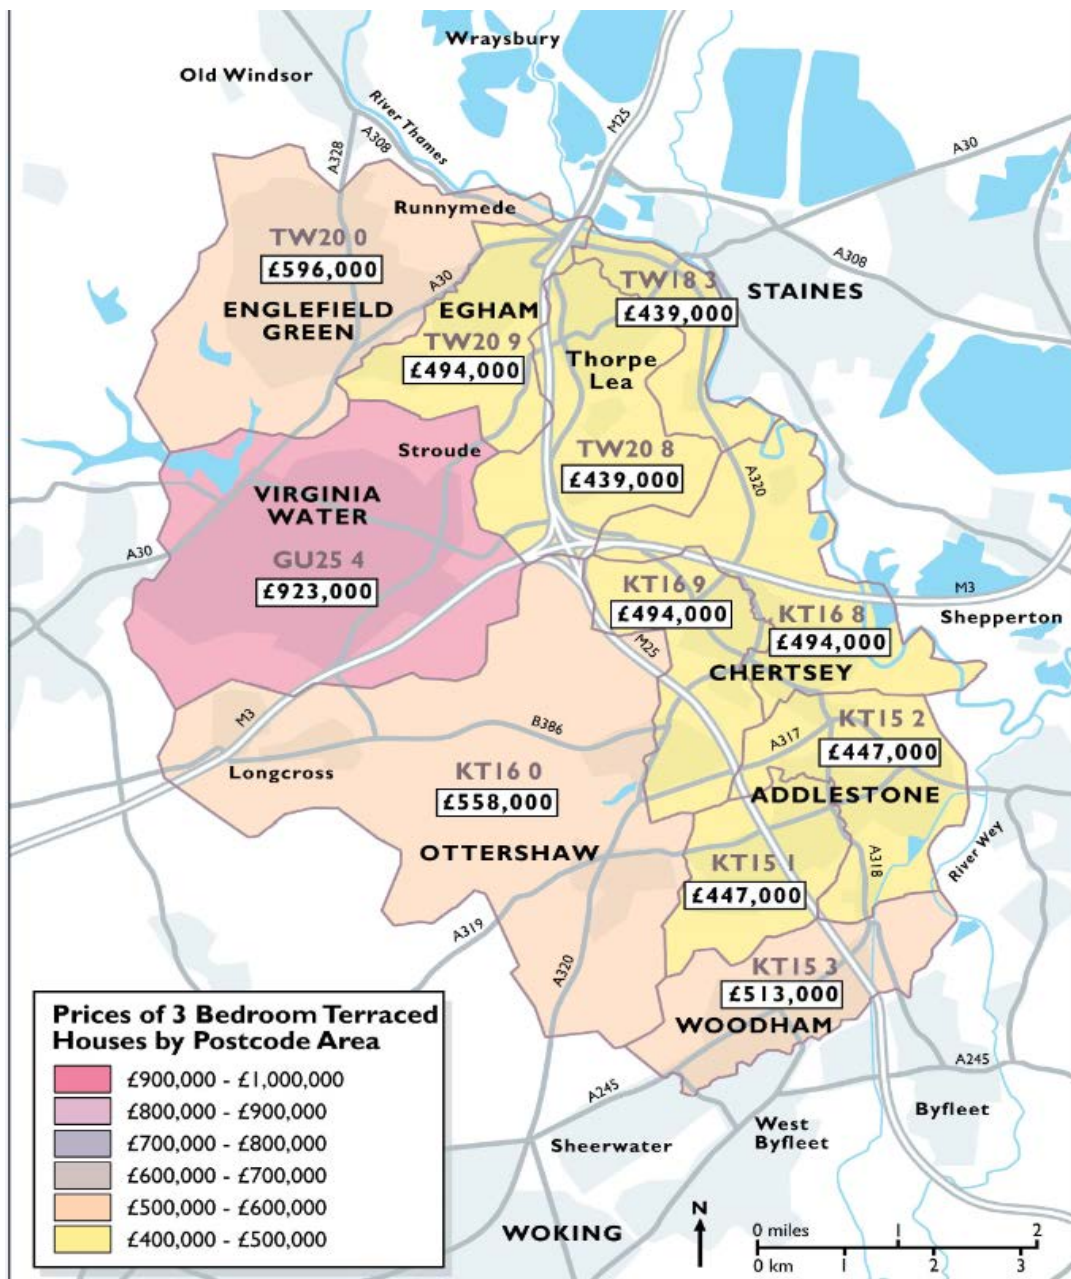 Wraysbury
Old Windsor
River Thames
M25
A328
A308
A30
Runnymede
TW20 0
£596,000
ENGLEFIELD
GREEN
A30
EGHAM
TW20 9
£494,000
TW18 3
£439,000
STAINES
A308
Thorpe
Lea
Stroude
TW20 8
£439,000
A320
VIRGINIA
WATER
GU25 4
£923,000
A30
KT16 9
£494,000
M3
Shepperton
KT16 8
£494,000
M25
CHERTSEY
M3
B386
Longcross
KT15 2
£447,000
A317
KT16 0
£558,000
ADDLESTONE
OTTERSHAW
A318
River Wey
KT15 1
£447,000
A319
A320
KT15 3
£513,000
WOODHAM
A245
A245
Byfleet
West
Byfleet
Sheerwater
WOKING
Prices of 3 Bedroom Terraced
Houses by Postcode Area
£900,000 - £1,000,000
£800,000 - £900,000
£700,000 - £800,000
£600,000 - £700,000
£500,000 - £600,000
£400,000 - £500,000
N
0 miles 1 2
0 km 1 2 3